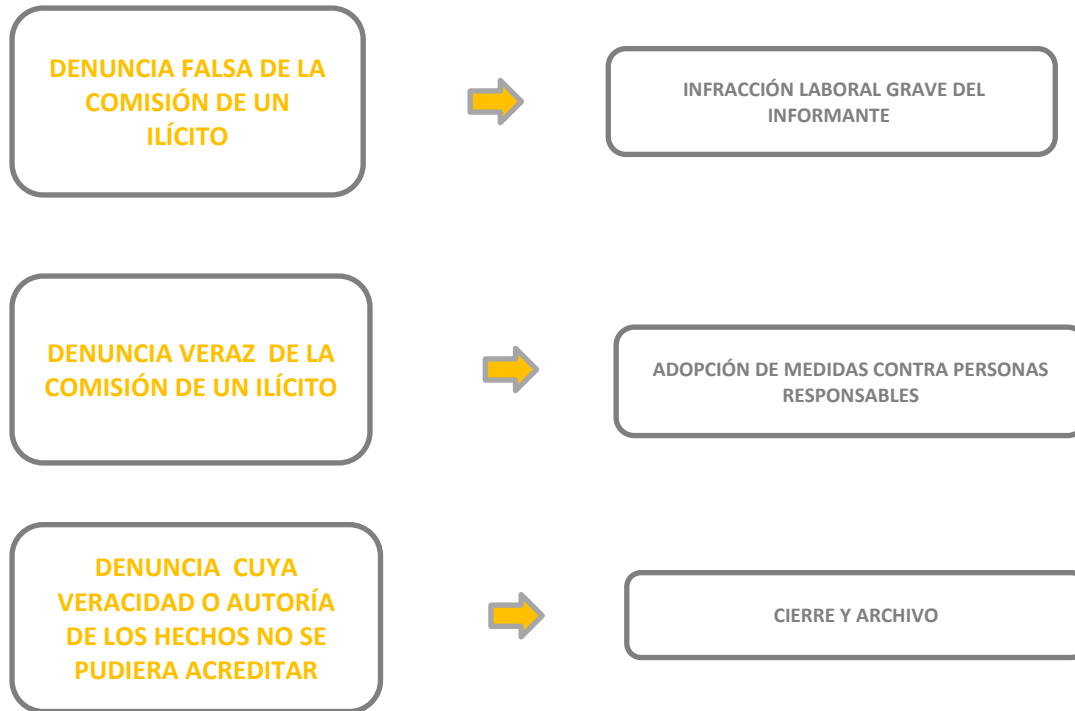 DENUNCIA FALSA DE LA
COMISIÓN DE UN
ILÍCITO
INFRACCIÓN LABORAL GRAVE DEL
INFORMANTE
DENUNCIA VERAZ DE LA
COMISIÓN DE UN ILÍCITO
ADOPCIÓN DE MEDIDAS CONTRA PERSONAS
RESPONSABLES
DENUNCIA CUYA
VERACIDAD O AUTORÍA
DE LOS HECHOS NO SE
PUDIERA ACREDITAR
CIERRE Y ARCHIVO